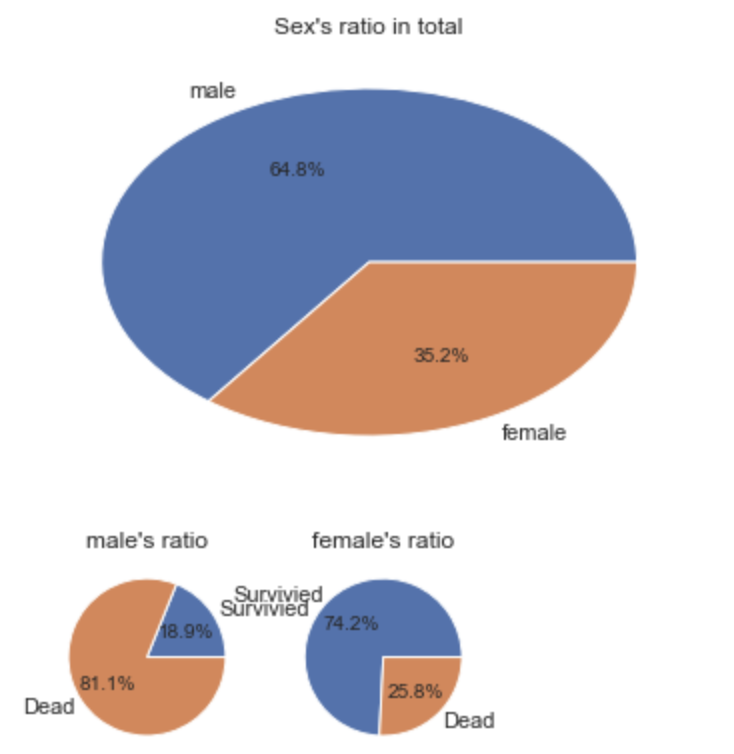 Sex's ratio in total
male
64.8%
35.2%
female
male's ratio
female's ratio
Survivied
Survivied
18.9%
74.2%
81.1%
25.8%
Dead
Dead